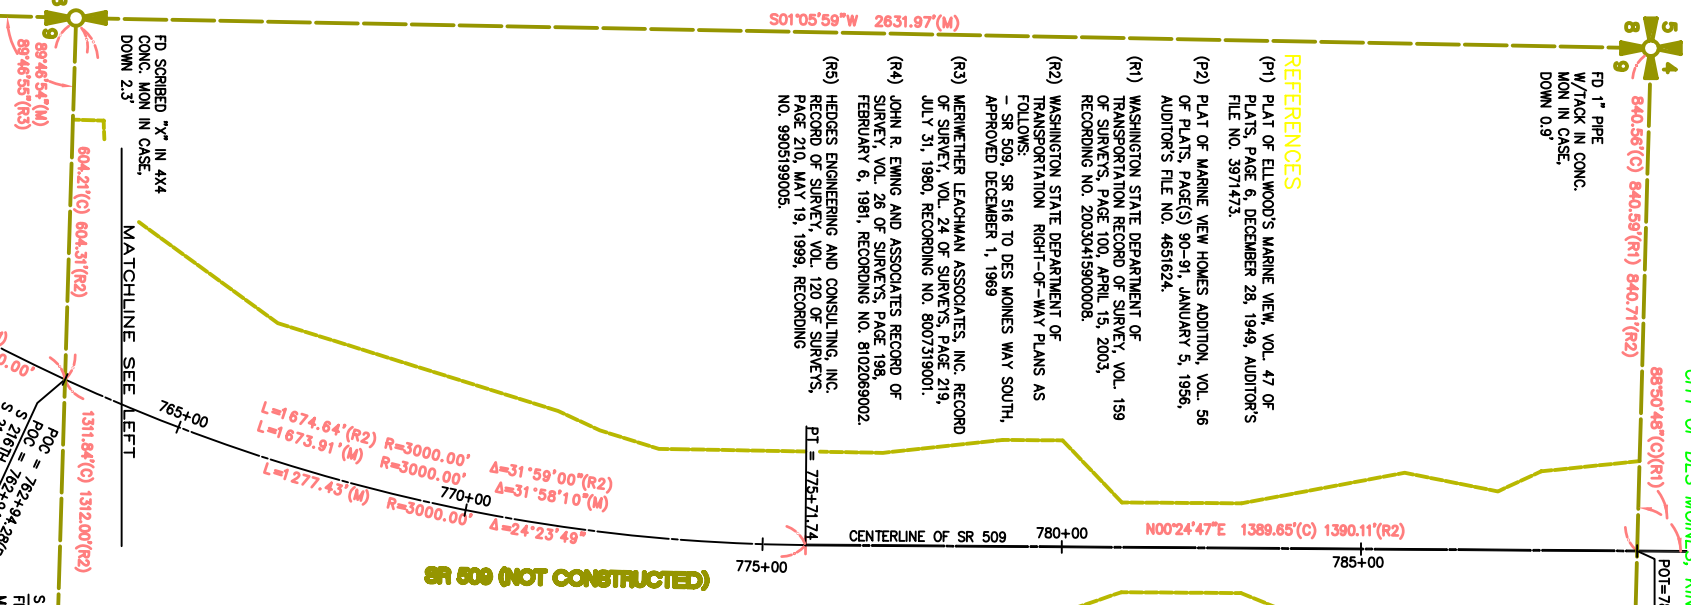 S01°05'59"W 2631.97'(M)
5
4
8
9
8
9
FD 1" PIPE
W/TACK IN CONC.
MON IN CASE,
DOWN 0.9'
840.56'(C) 840.59'(R1) 840.71'(R2)
88°50'48"(C)(R1)
REFERENCES
(P1) PLAT OF ELLWOOD'S MARINE VIEW, VOL. 47 OF
PLATS, PAGE 6, DECEMBER 28, 1949, AUDITOR'S
FILE NO. 3971473.
(P2) PLAT OF MARINE VIEW HOMES ADDITION, VOL. 56
OF PLATS, PAGE(S) 90-91, JANUARY 5, 1956,
AUDITOR'S FILE NO. 4651624.
(R1) WASHINGTON STATE DEPARTMENT OF
TRANSPORTATION RECORD OF SURVEY, VOL. 159
OF SURVEYS, PAGE 100, APRIL 15, 2003,
RECORDING NO. 20030415900008.
(R2) WASHINGTON STATE DEPARTMENT OF
TRANSPORTATION RIGHT-OF-WAY PLANS AS
FOLLOWS:
- SR 509, SR 516 TO DES MOINES WAY SOUTH,
APPROVED DECEMBER 1, 1969
(R3) MERIWETHER LEACHMAN ASSOCIATES, INC. RECORD
OF SURVEY, VOL. 24 OF SURVEYS, PAGE 219,
JULY 31, 1980, RECORDING NO. 8007319001.
(R4) JOHN R. EWING AND ASSOCIATES RECORD OF
SURVEY, VOL. 26 OF SURVEYS, PAGE 198,
FEBRUARY 6, 1981, RECORDING NO. 8102069002.
(R5) HEDGES ENGINEERING AND CONSULTING, INC.
RECORD OF SURVEY, VOL. 120 OF SURVEYS,
PAGE 210, MAY 19, 1999, RECORDING
NO. 9905199005.
FD SCRIBED "X" IN 4X4
CONC. MON IN CASE,
DOWN 2.3'
89°46'54"(M)
89°46'55"(R3)
604.21'(C) 604.31'(R2)
MATCHLINE SEE LEFT
1311.84'(C) 1312.00'(R2)
765+00
L=1674.64'(R2) R=3000.00' Δ=31°59'00"(R2)
L=1673.91'(M) R=3000.00' Δ=31°58'10"(M)
770+00
L=1277.43'(M) R=3000.00' Δ=24°23'49"
PT = 775+71.74
775+00
CENTERLINE OF SR 509
780+00
N00°24'47"E 1389.65'(C) 1390.11'(R2)
785+00
SR 509 (NOT CONSTRUCTED)
POC =
POC = 762+94.28
S 216TH